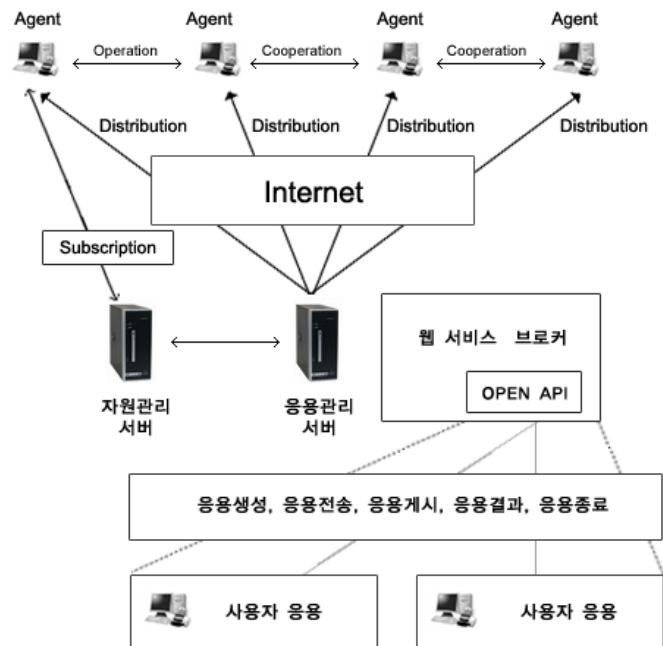 Agent Agent Agent Agent
Operation Cooperation Cooperation
Distribution Distribution Distribution Distribution
Internet
Subscription
웹 서비스 브로커
OPEN API
자원관리
서버
응용관리
서버
응용생성, 응용전송, 응용게시, 응용결과, 응용종료
사용자 응용 사용자 응용